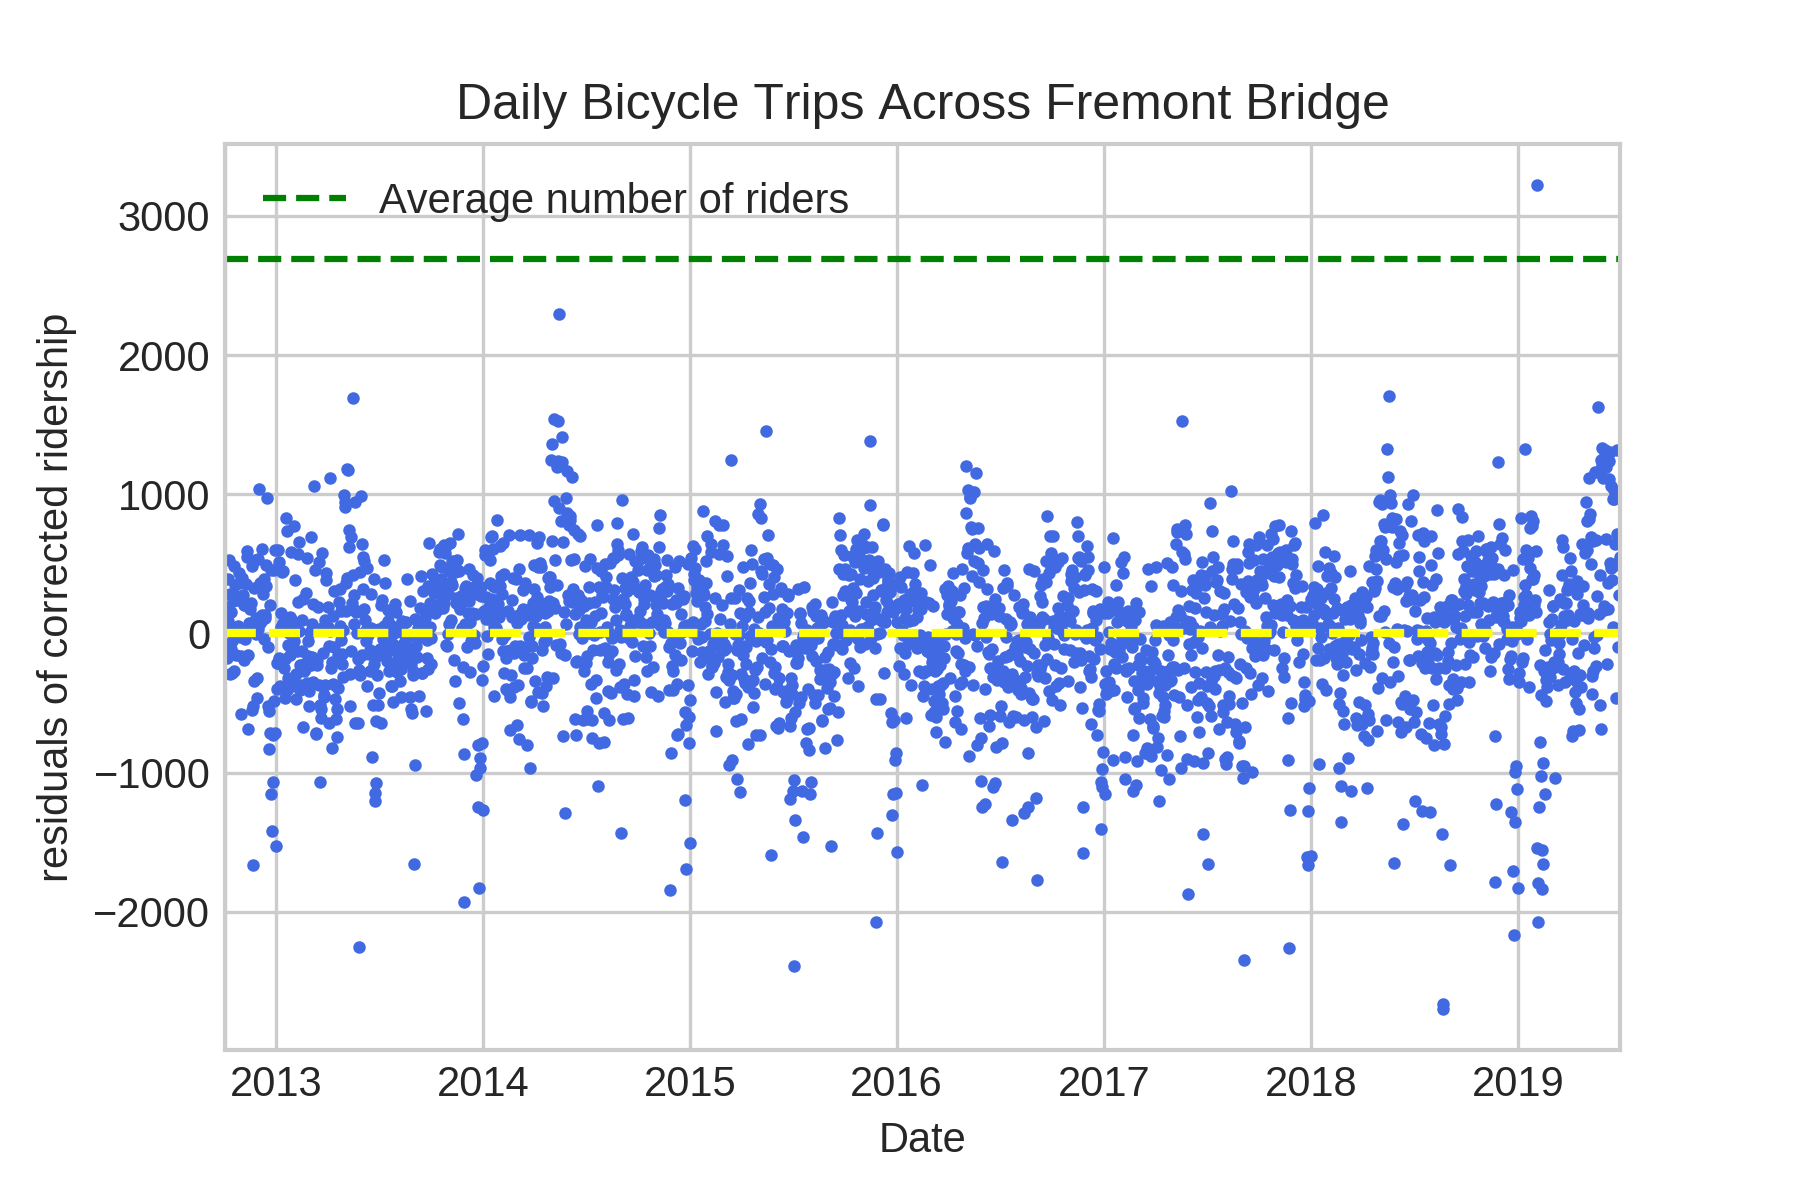 Daily Bicycle Trips Across Fremont Bridge
Average number of riders
3000
2000
1000
0
−1000
−2000
residuals of corrected ridership
2013 2014 2015 2016 2017 2018 2019
Date